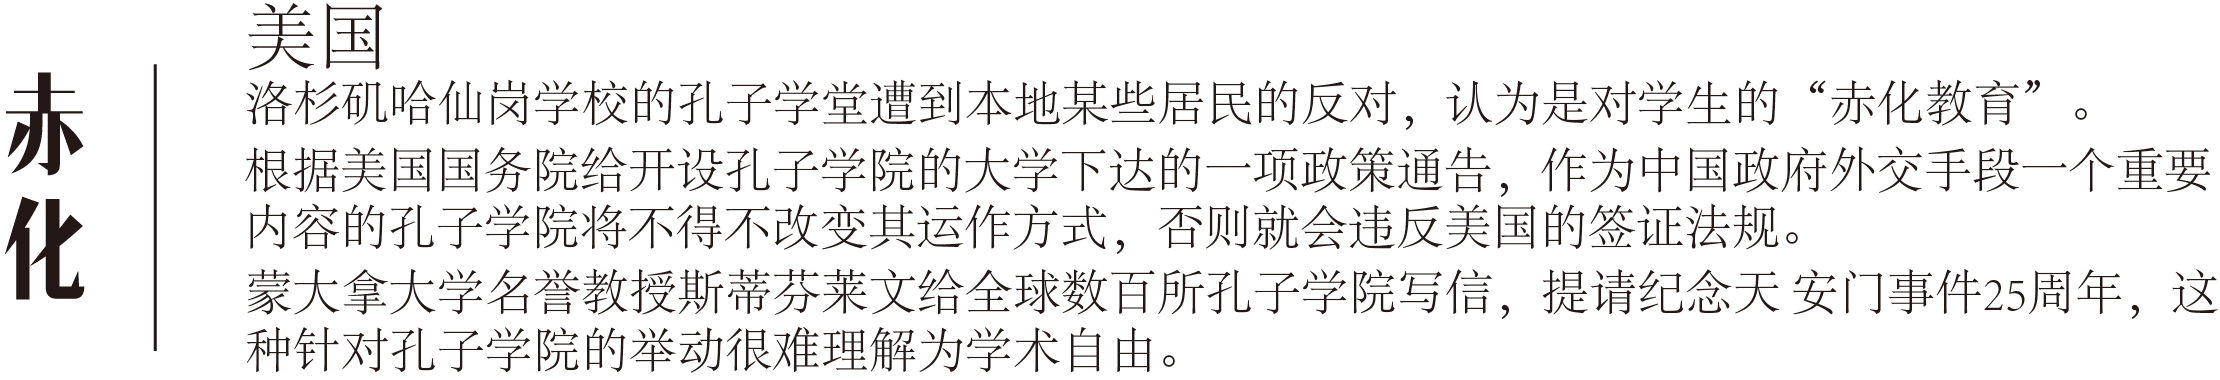 赤化
美国
洛杉矶哈仙岗学校的孔子学堂遭到本地某些居民的反对，认为是对学生的“赤化教育”。
根据美国国务院给开设孔子学院的大学下达的一项政策通告，作为中国政府外交手段一个重要
内容的孔子学院将不得不改变其运作方式，否则就会违反美国的签证法规。
蒙大拿大学名誉教授斯蒂芬莱文给全球数百所孔子学院写信，提请纪念天 安门事件25周年，这
种针对孔子学院的举动很难理解为学术自由。